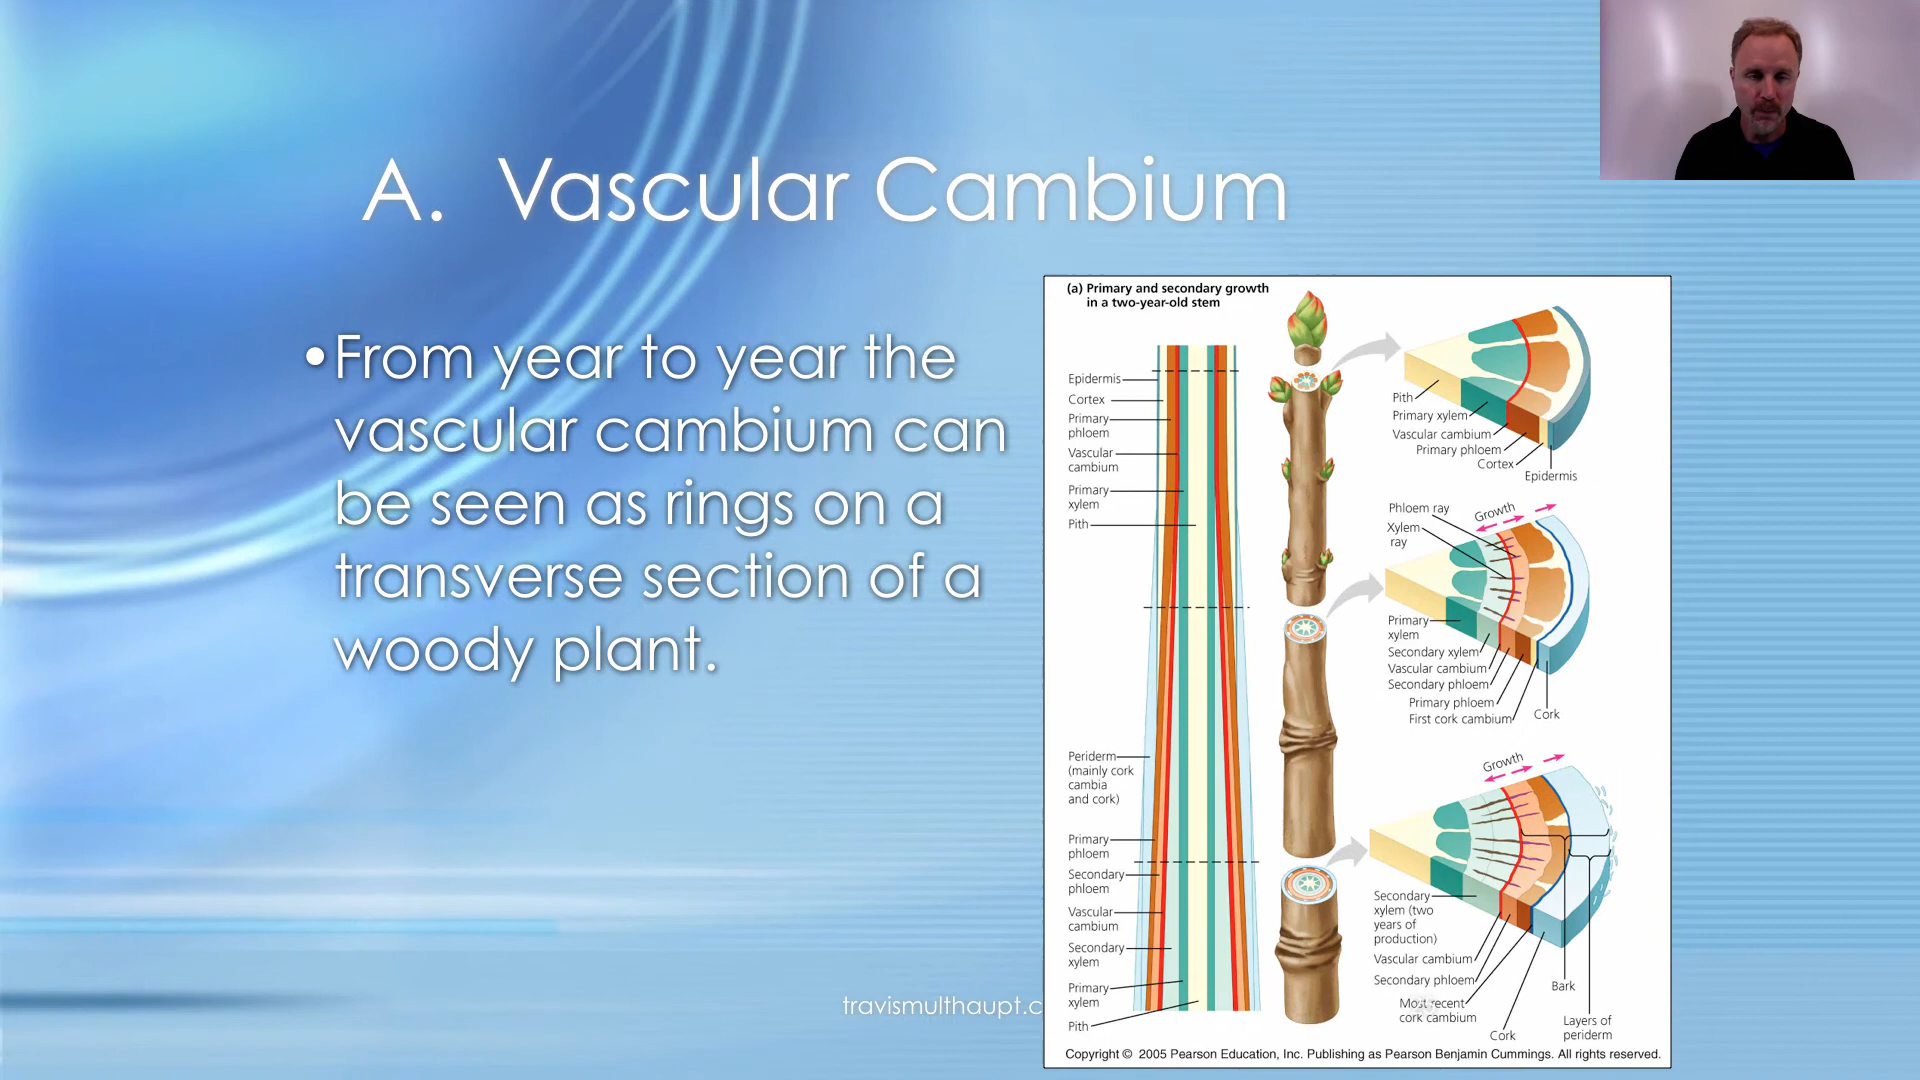 A. Vascular Cambium
•From year to year the
vascular cambium can
be seen as rings on a
transverse section of a
woody plant.
travismulthaupt.c
(a) Primary and secondary growth
in a two-year-old stem
Epidermis
Cortex
Primary
phloem
Vascular
cambium
Primary
xylem
Pith
Periderm
(mainly cork
cambia
and cork)
Primary
phloem
Secondary
phloem
Vascular
cambium
Secondary
xylem
Primary
xylem
Pith
Pith
Primary xylem
Vascular cambium
Primary phloem
Cortex
Epidermis
Phloem ray
Growth
Xylem
ray
Primary
xylem
Secondary xylem
Vascular cambium
Secondary phloem
Primary phloem
First cork cambium
Cork
Growth
Secondary
xylem (two
years of
production)
Vascular cambium
Secondary phloem
Most recent
cork cambium
Bark
Cork
Layers of
periderm
Copyright © 2005 Pearson Education, Inc. Publishing as Pearson Benjamin Cummings. All rights reserved.